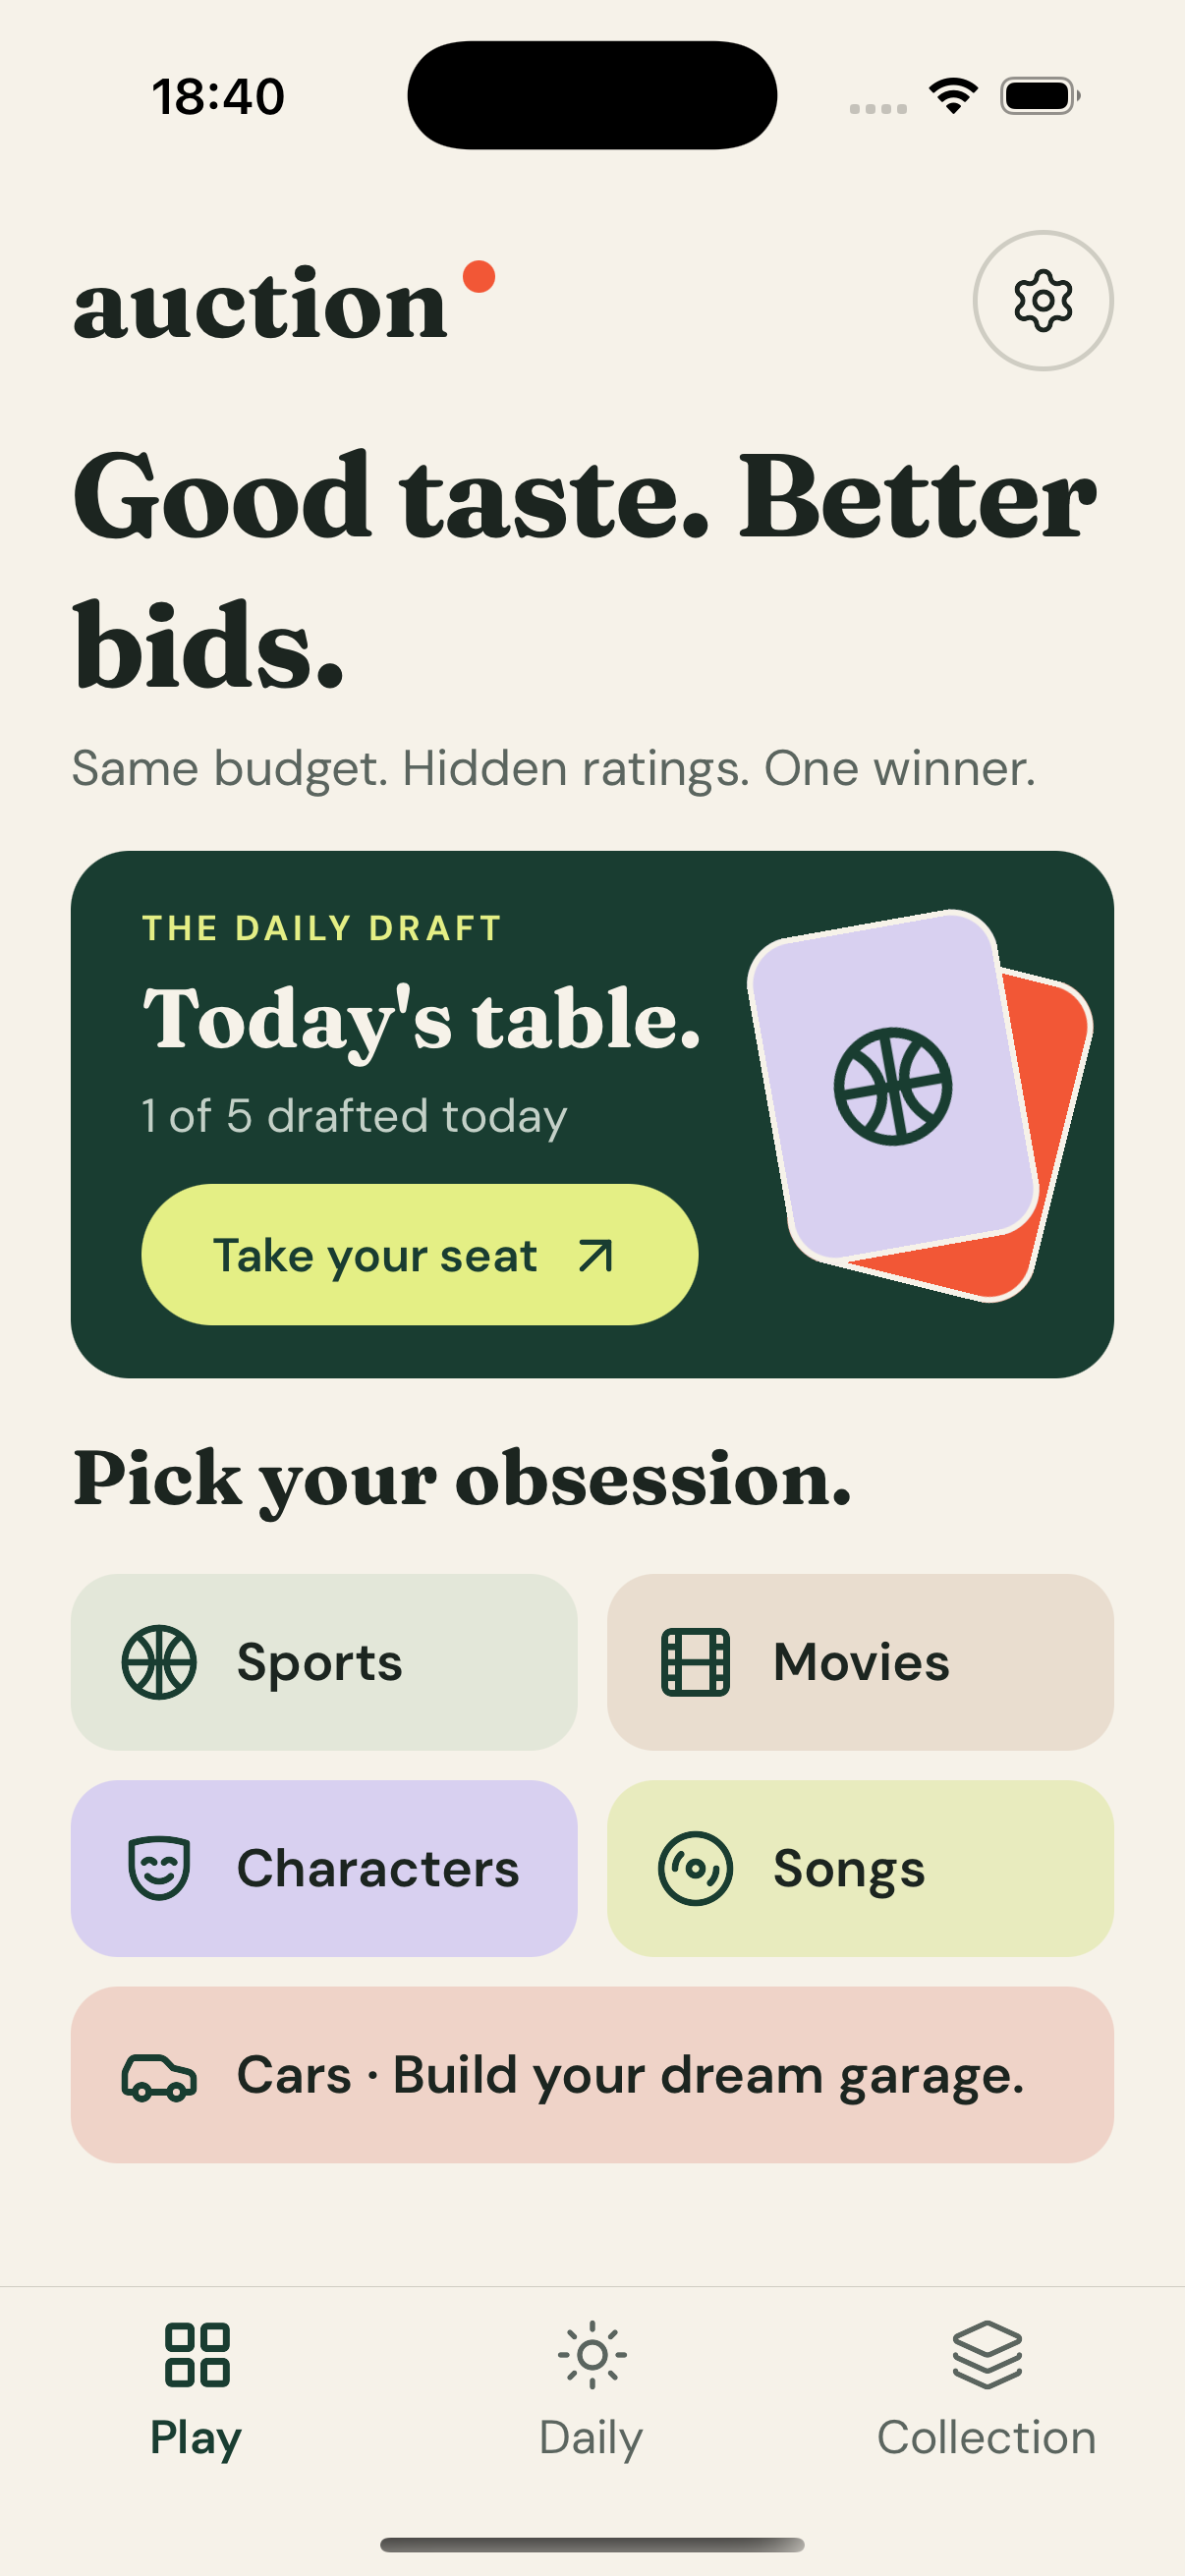 18:40
auction
Good taste. Better
bids.
Same budget. Hidden ratings. One winner.
THE DAILY DRAFT
Today's table.
1 of 5 drafted today
Take your seat
Pick your obsession.
Sports
Movies
Characters
Songs
Cars · Build your dream garage.
Play
Daily
Collection